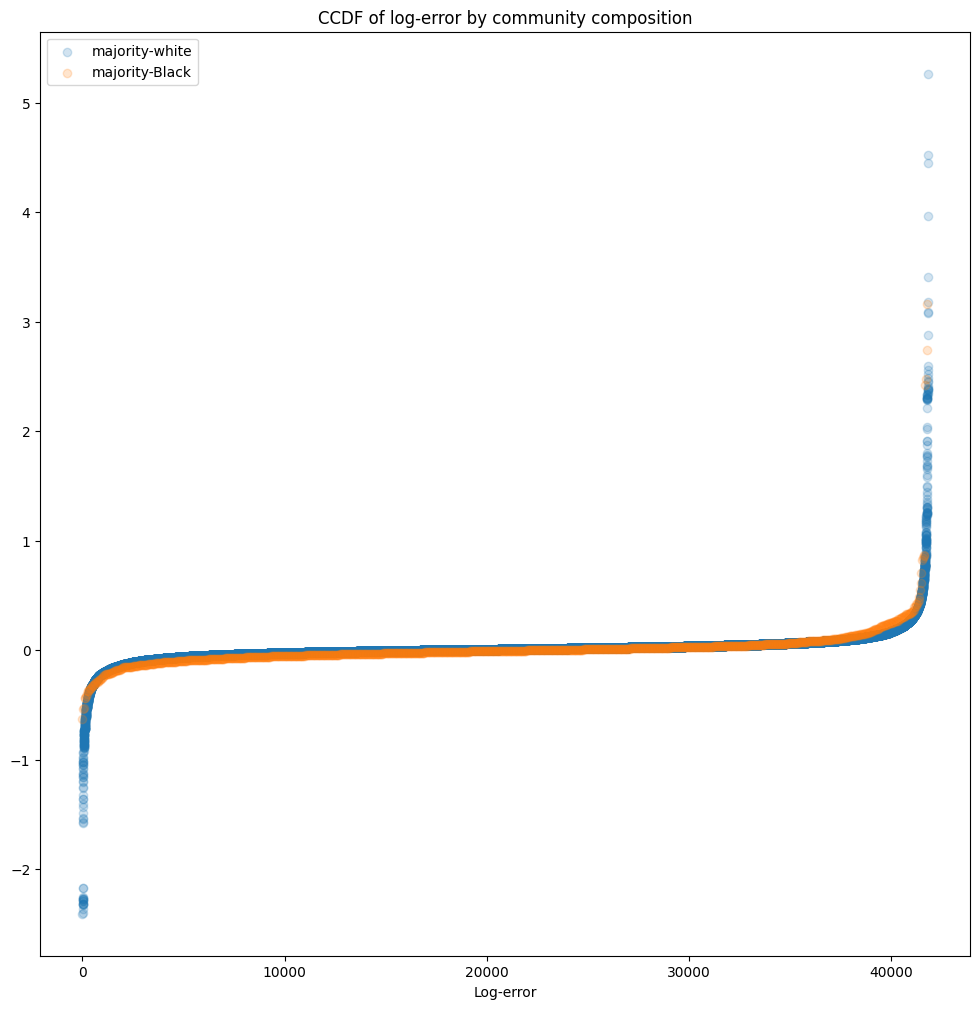 CCDF of log-error by community composition
majority-white
majority-Black
5
4
3
2
1
0
−1
−2
0 10000 20000 30000 40000
Log-error